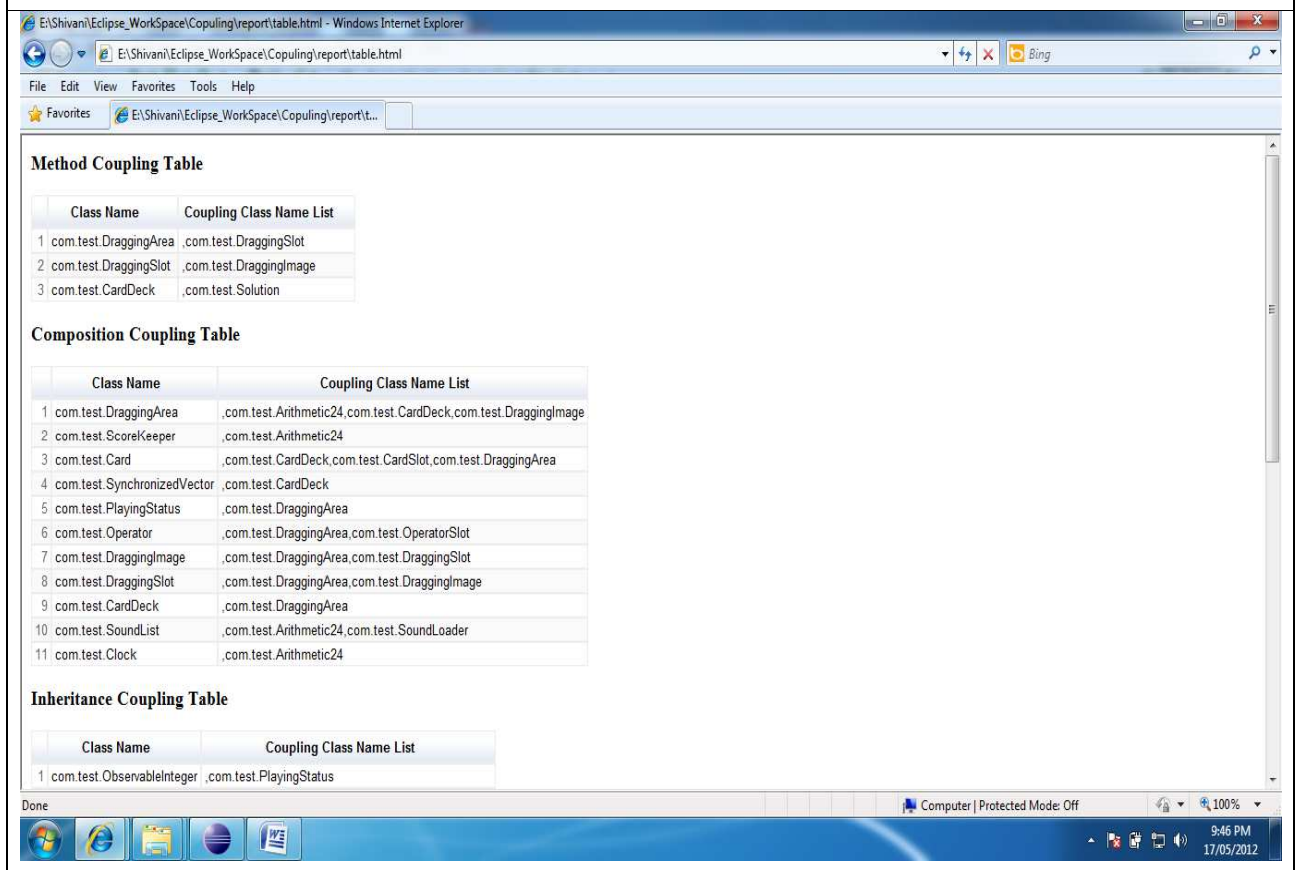 E:\Shivani\Eclipse_WorkSpace\Copuling\report\table.html - Windows Internet Explorer
E:\Shivani\Eclipse_WorkSpace\Copuling\report\table.html
Bing
File Edit View Favorites Tools Help
Favorites E:\Shivani\Eclipse_WorkSpace\Copuling\report\t...
Method Coupling Table
Class Name Coupling Class Name List
1 com.test.DraggingArea ,com.test.DraggingSlot
2 com.test.DraggingSlot ,com.test.DraggingImage
3 com.test.CardDeck ,com.test.Solution
Composition Coupling Table
Class Name Coupling Class Name List
1 com.test.DraggingArea ,com.test.Arithmetic24,com.test.CardDeck,com.test.DraggingImage
2 com.test.ScoreKeeper ,com.test.Arithmetic24
3 com.test.Card ,com.test.CardDeck,com.test.CardSlot,com.test.DraggingArea
4 com.test.SynchronizedVector ,com.test.CardDeck
5 com.test.PlayingStatus ,com.test.DraggingArea
6 com.test.Operator ,com.test.DraggingArea,com.test.OperatorSlot
7 com.test.DraggingImage ,com.test.DraggingArea,com.test.DraggingSlot
8 com.test.DraggingSlot ,com.test.DraggingArea,com.test.DraggingImage
9 com.test.CardDeck ,com.test.DraggingArea
10 com.test.SoundList ,com.test.Arithmetic24,com.test.SoundLoader
11 com.test.Clock ,com.test.Arithmetic24
Inheritance Coupling Table
Class Name Coupling Class Name List
1 com.test.ObservableInteger ,com.test.PlayingStatus
Done Computer | Protected Mode: Off 100%
9:46 PM
17/05/2012